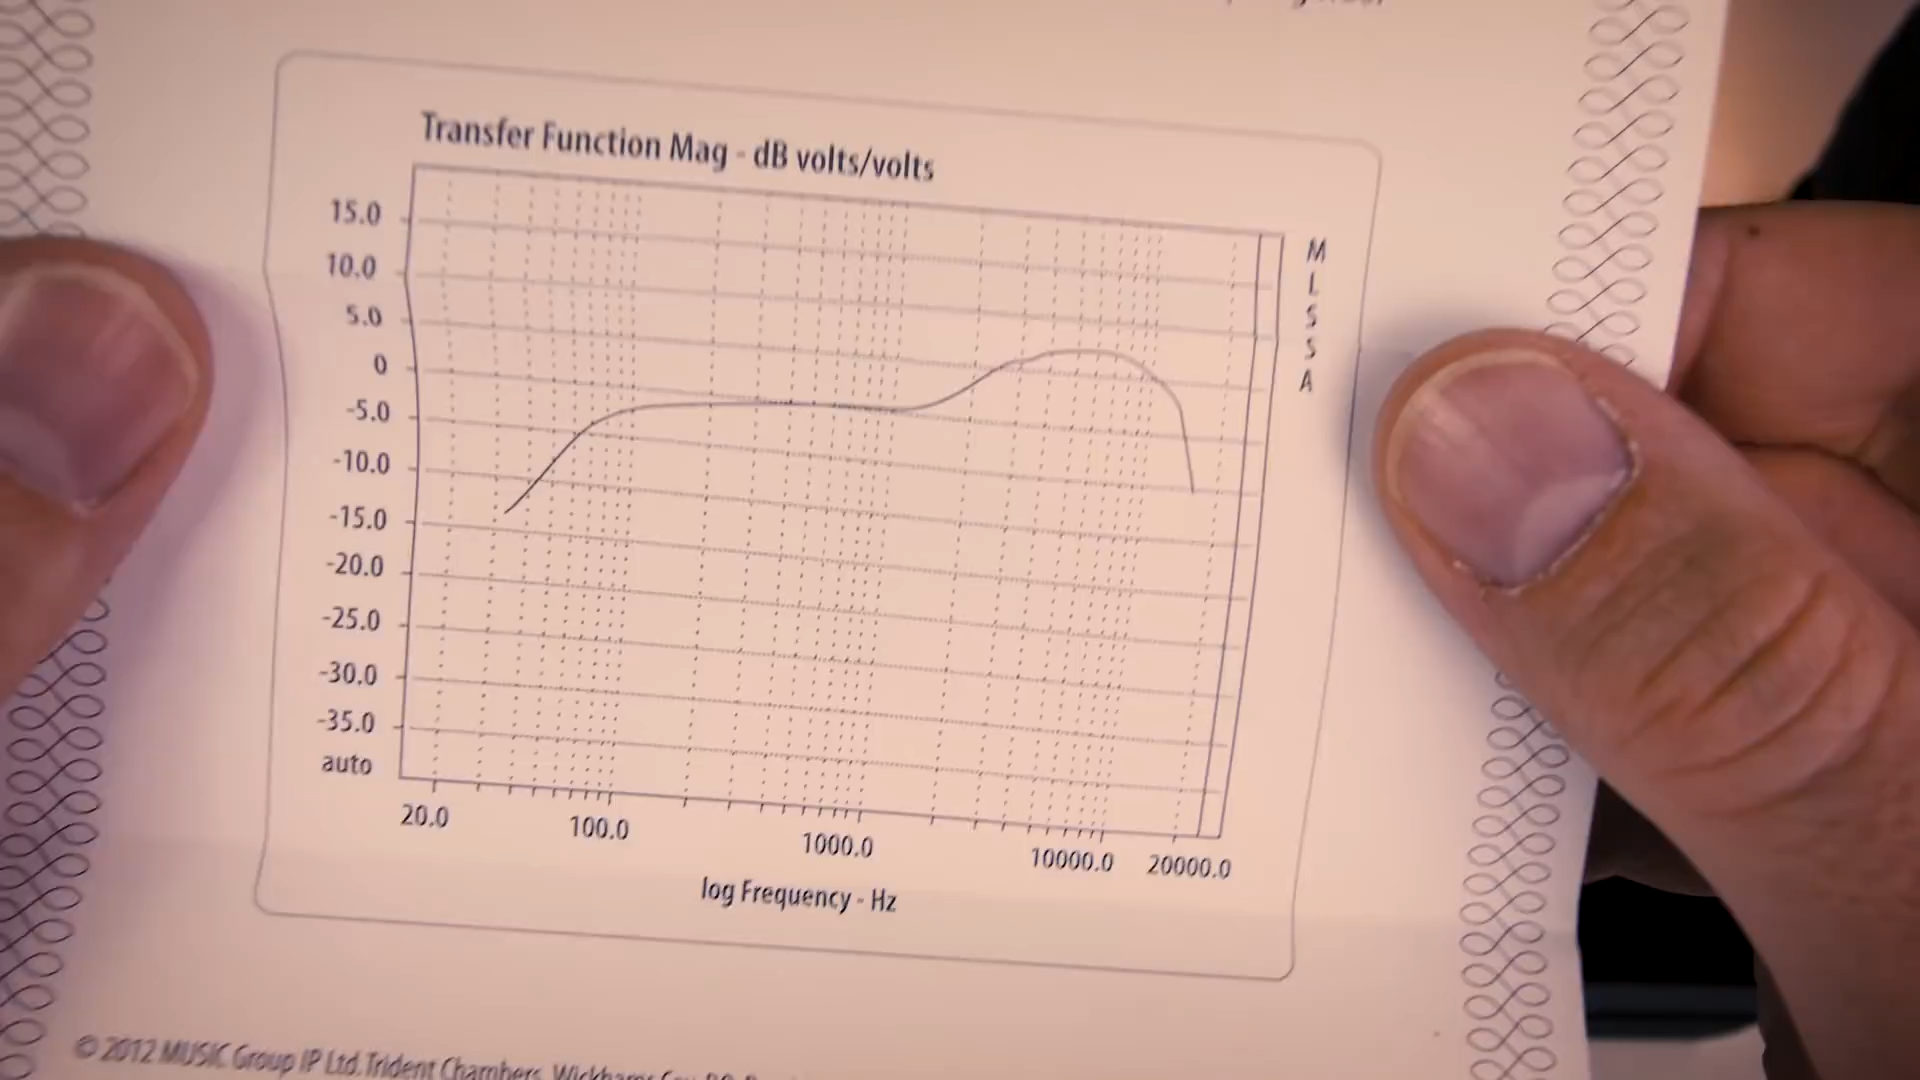 Transfer Function Mag - dB volts/volts
15.0
10.0
5.0
0
-5.0
-10.0
-15.0
-20.0
-25.0
-30.0
-35.0
auto
M
L
S
S
A
20.0 100.0 1000.0 10000.0 20000.0
log Frequency - Hz
© 2012 MUSIC Group IP Ltd. Trident Chambers, Wickhams